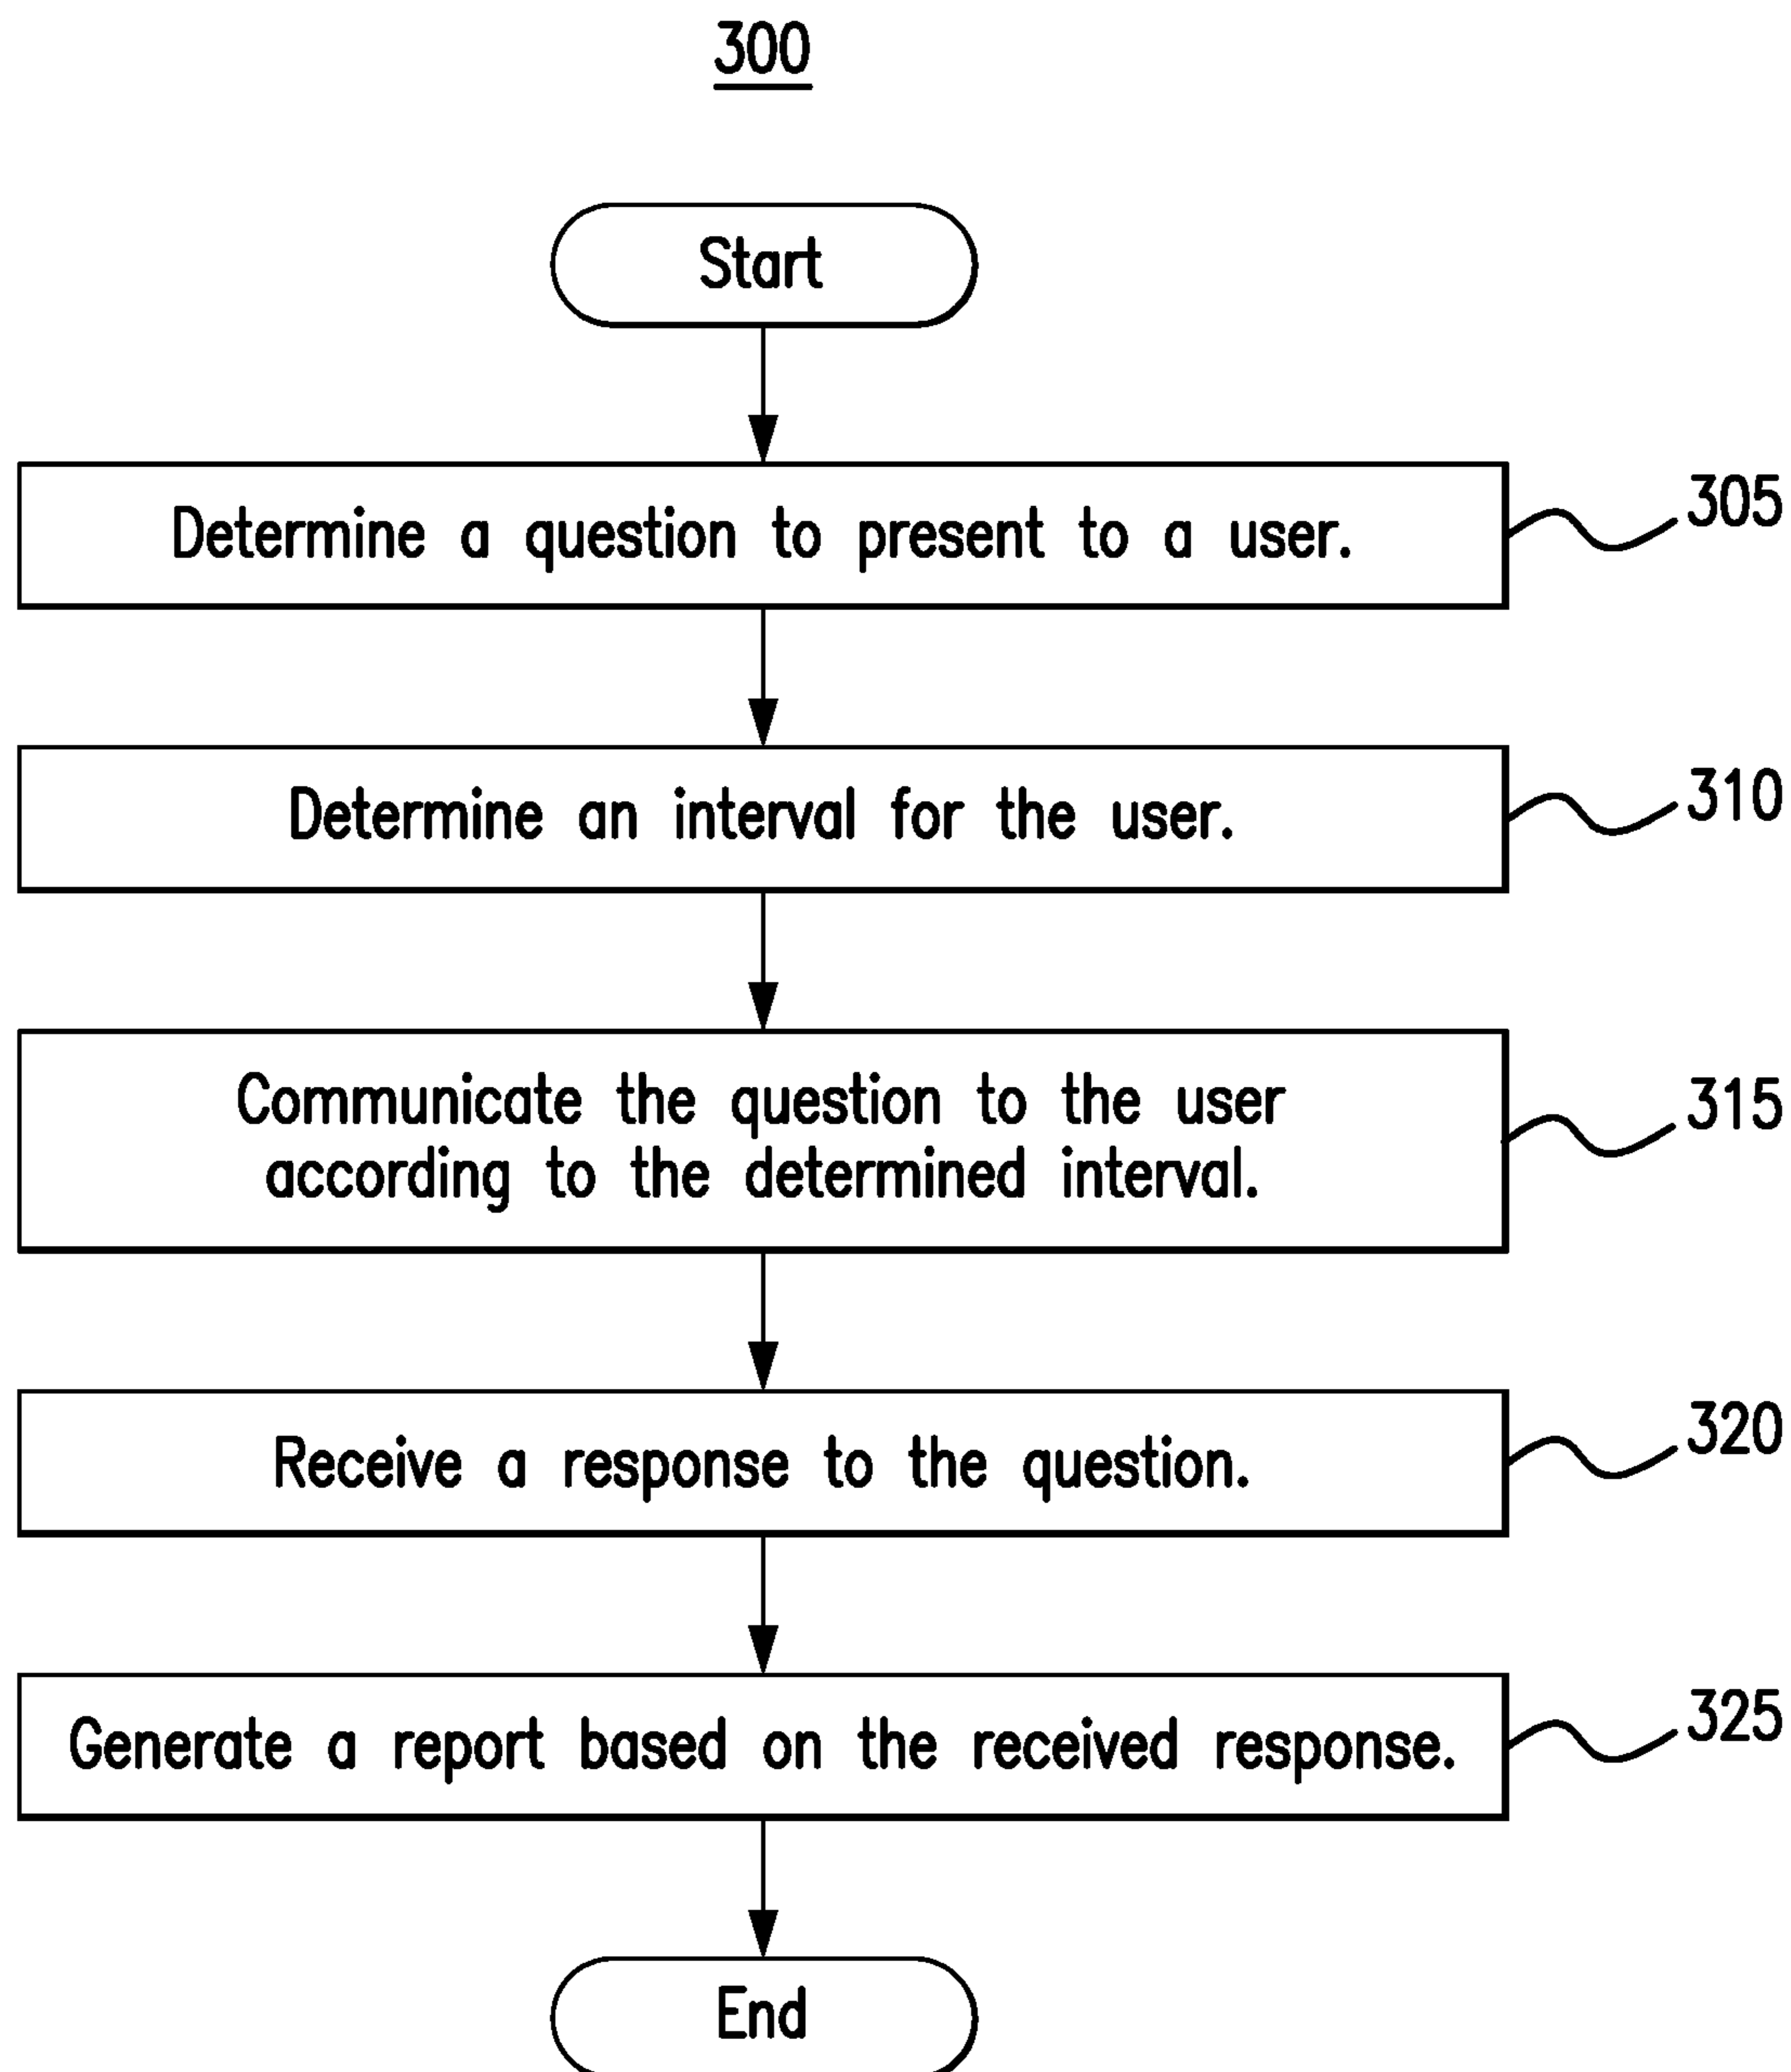 300
Start
Determine a question to present to a user.
305
Determine an interval for the user.
310
Communicate the question to the user
according to the determined interval.
315
Receive a response to the question.
320
Generate a report based on the received response.
325
End